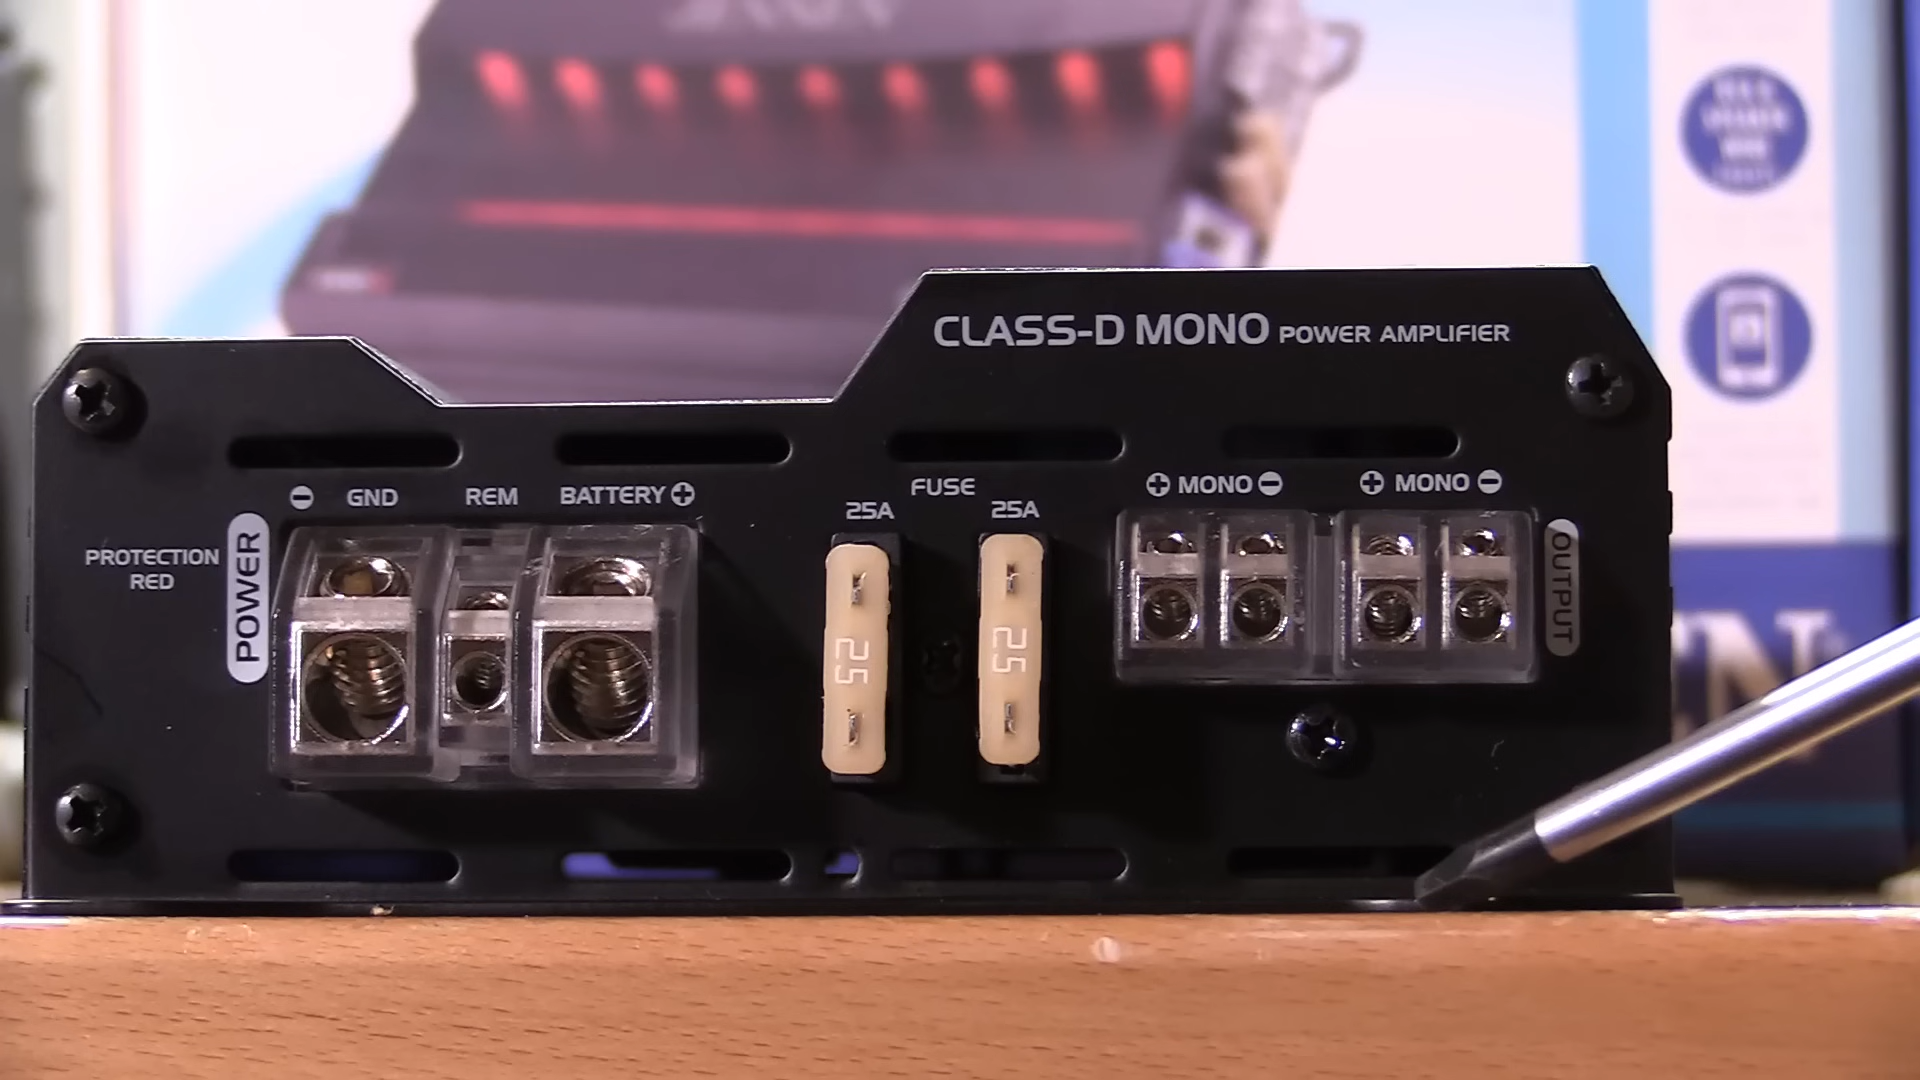 CLASS-D MONO POWER AMPLIFIER
GND REM BATTERY
FUSE
25A 25A
MONO MONO
PROTECTION
RED
POWER
25
25
OUTPUT